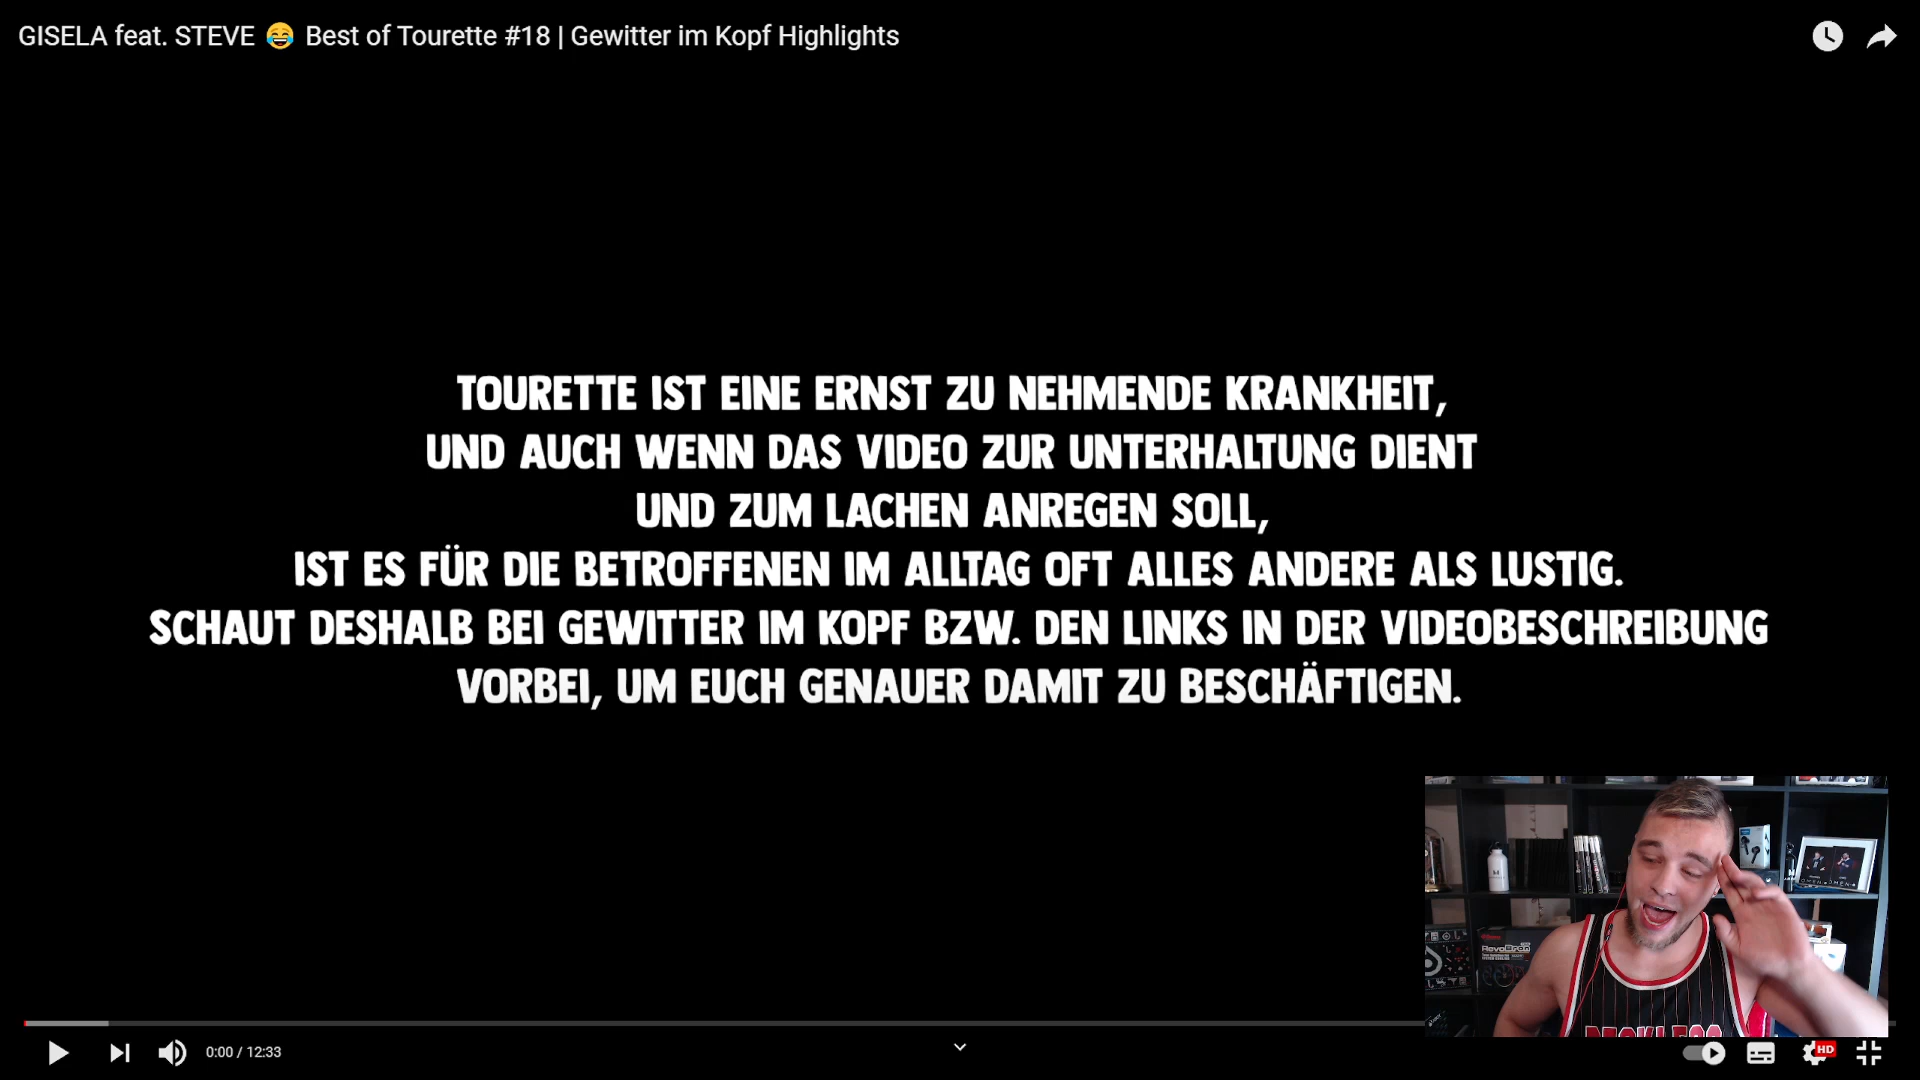 GISELA feat. STEVE 😂 Best of Tourette #18 | Gewitter im Kopf Highlights
TOURETTE IST EINE ERNST ZU NEHMENDE KRANKHEIT,
UND AUCH WENN DAS VIDEO ZUR UNTERHALTUNG DIENT
UND ZUM LACHEN ANREGEN SOLL,
IST ES FÜR DIE BETROFFENEN IM ALLTAG OFT ALLES ANDERE ALS LUSTIG.
SCHAUT DESHALB BEI GEWITTER IM KOPF BZW. DEN LINKS IN DER VIDEOBESCHREIBUNG
VORBEI, UM EUCH GENAUER DAMIT ZU BESCHÄFTIGEN.
RevoBron
RECKLESS
0:00 / 12:33
HD